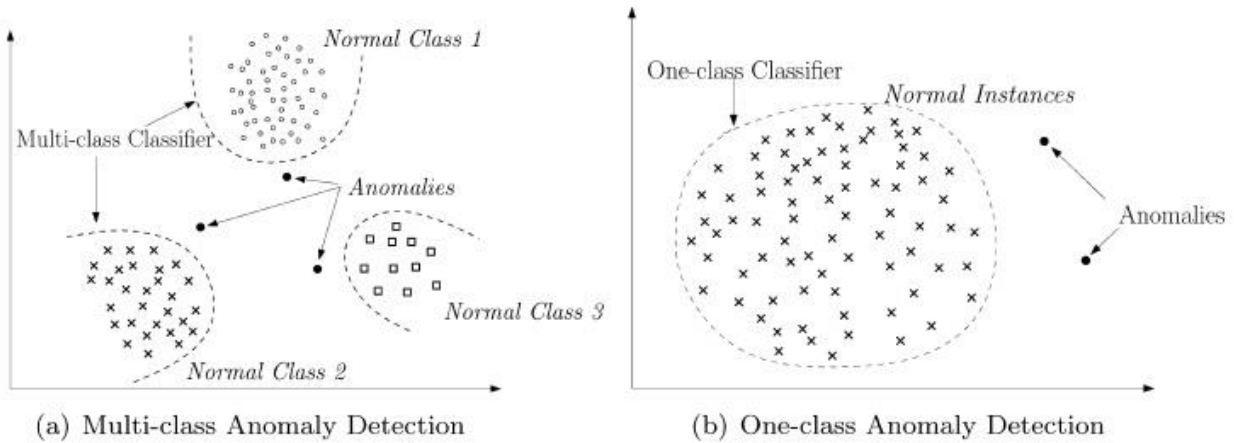 Normal Class 1
Multi-class Classifier
Anomalies
Normal Class 3
Normal Class 2
(a) Multi-class Anomaly Detection
One-class Classifier
Normal Instances
Anomalies
(b) One-class Anomaly Detection